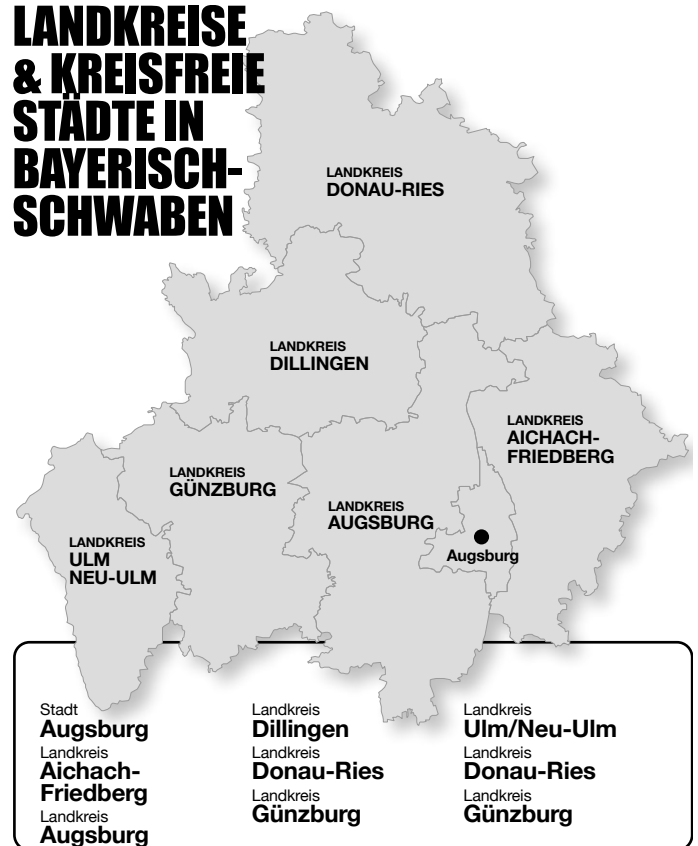 LANDKREISE
& KREISFREIE
STÄDTE IN
BAYERISCH-
SCHWABEN
LANDKREIS
DONAU-RIES
LANDKREIS
DILLINGEN
LANDKREIS
AICHACH-
FRIEDBERG
LANDKREIS
GÜNZBURG
LANDKREIS
AUGSBURG
Augsburg
LANDKREIS
ULM
NEU-ULM
Stadt
Augsburg
Landkreis
Aichach-
Friedberg
Landkreis
Augsburg
Landkreis
Dillingen
Landkreis
Donau-Ries
Landkreis
Günzburg
Landkreis
Ulm/Neu-Ulm
Landkreis
Donau-Ries
Landkreis
Günzburg